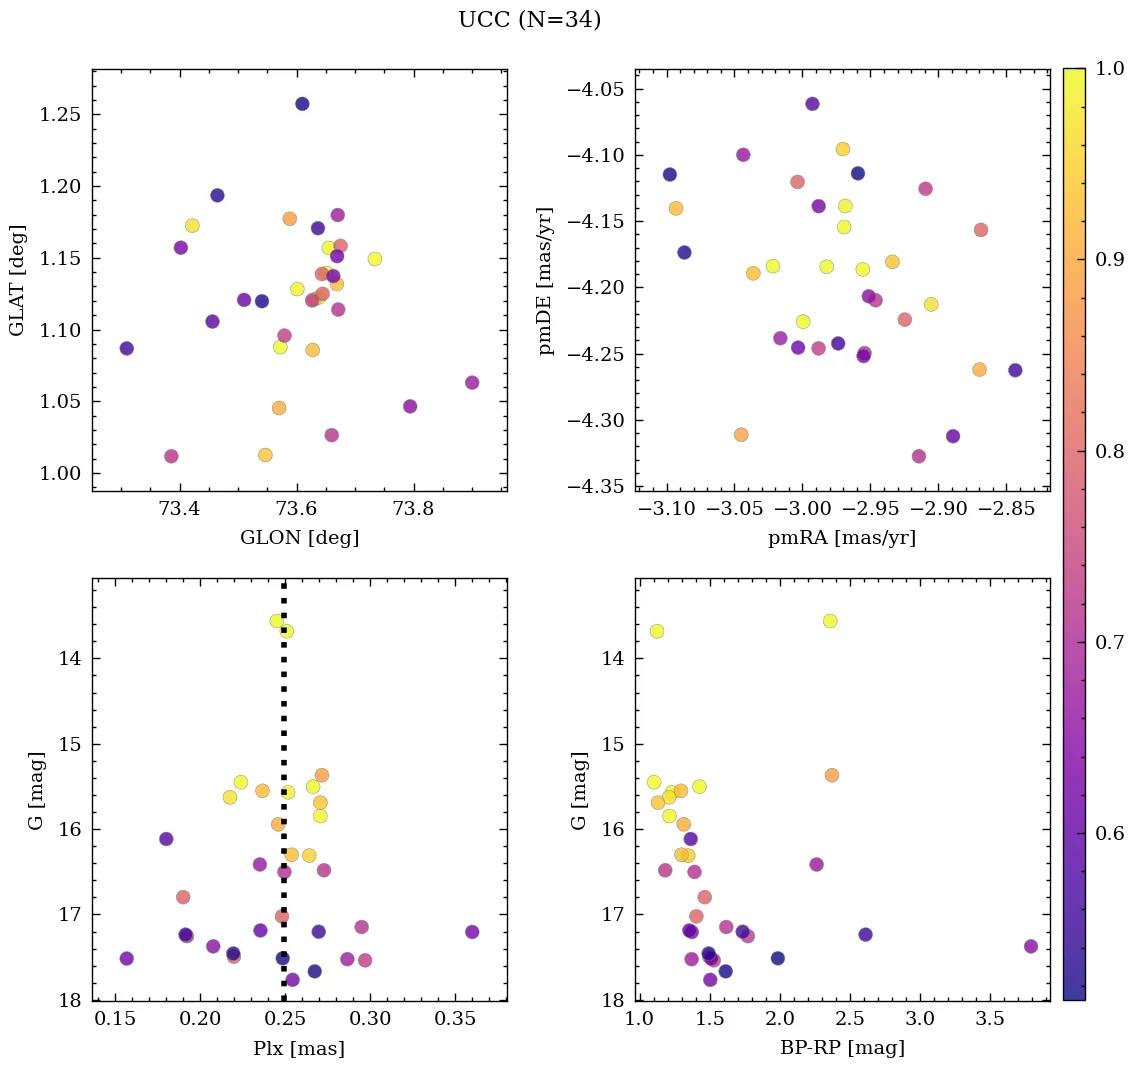 UCC (N=34)
1.25
1.20
1.15
1.10
1.05
1.00
GLAT [deg]
73.4 73.6 73.8
GLON [deg]
−4.05
−4.10
−4.15
−4.20
−4.25
−4.30
−4.35
pmDE [mas/yr]
−3.10 −3.05 −3.00 −2.95 −2.90 −2.85
pmRA [mas/yr]
1.0
0.9
0.8
0.7
0.6
14
15
16
17
18
G [mag]
0.15 0.20 0.25 0.30 0.35
Plx [mas]
14
15
16
17
18
G [mag]
1.0 1.5 2.0 2.5 3.0 3.5
BP-RP [mag]